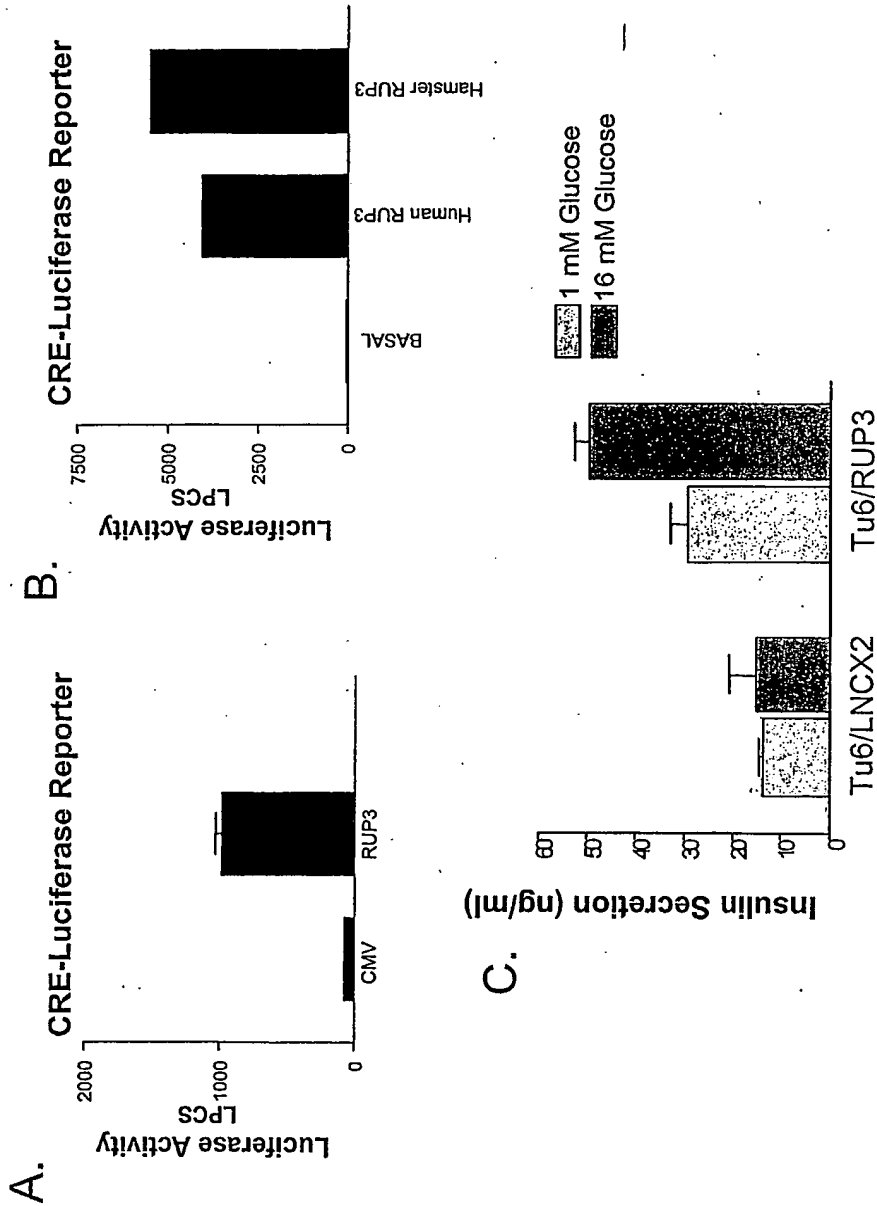 A.
CRE-Luciferase Reporter
Luciferase Activity
LPCS
2000
1000
0
CMV
RUP3
B.
CRE-Luciferase Reporter
Luciferase Activity
LPCS
7500
5000
2500
0
BASAL
Human RUP3
Hamster RUP3
C.
Insulin Secretion (ng/ml)
60
50
40
30
20
10
0
Tu6/LNCX2
Tu6/RUP3
1 mM Glucose
16 mM Glucose